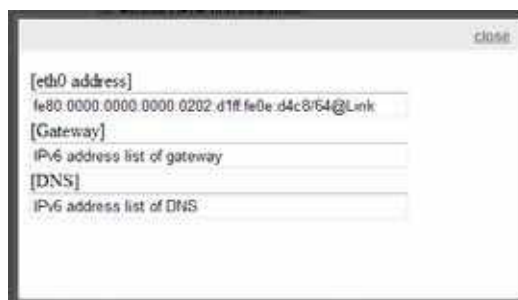 close
[eth0 address]
fe80:0000:0000:0000:0202:d1ff:fe0e:d4c8/64@Link
[Gateway]
IPv6 address list of gateway
[DNS]
IPv6 address list of DNS